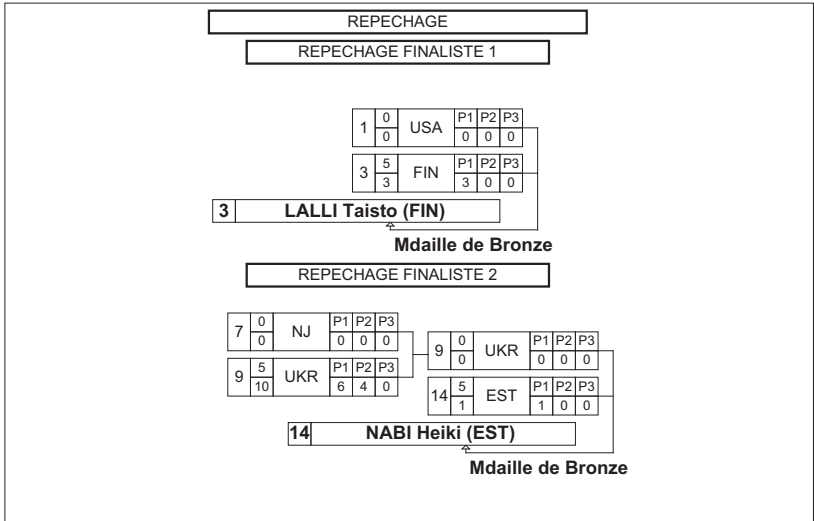 REPECHAGE
REPECHAGE FINALISTE 1
1 0 USA P1 P2 P3
0 0 0 0
3 5 FIN P1 P2 P3
3 3 0 0
3 LALLI Taisto (FIN)
Mdaille de Bronze
REPECHAGE FINALISTE 2
7 0 NJ P1 P2 P3
0 0 0 0
9 5 UKR P1 P2 P3
10 6 4 0
9 0 UKR P1 P2 P3
0 0 0 0
14 5 EST P1 P2 P3
1 1 0 0
14 NABI Heiki (EST)
Mdaille de Bronze